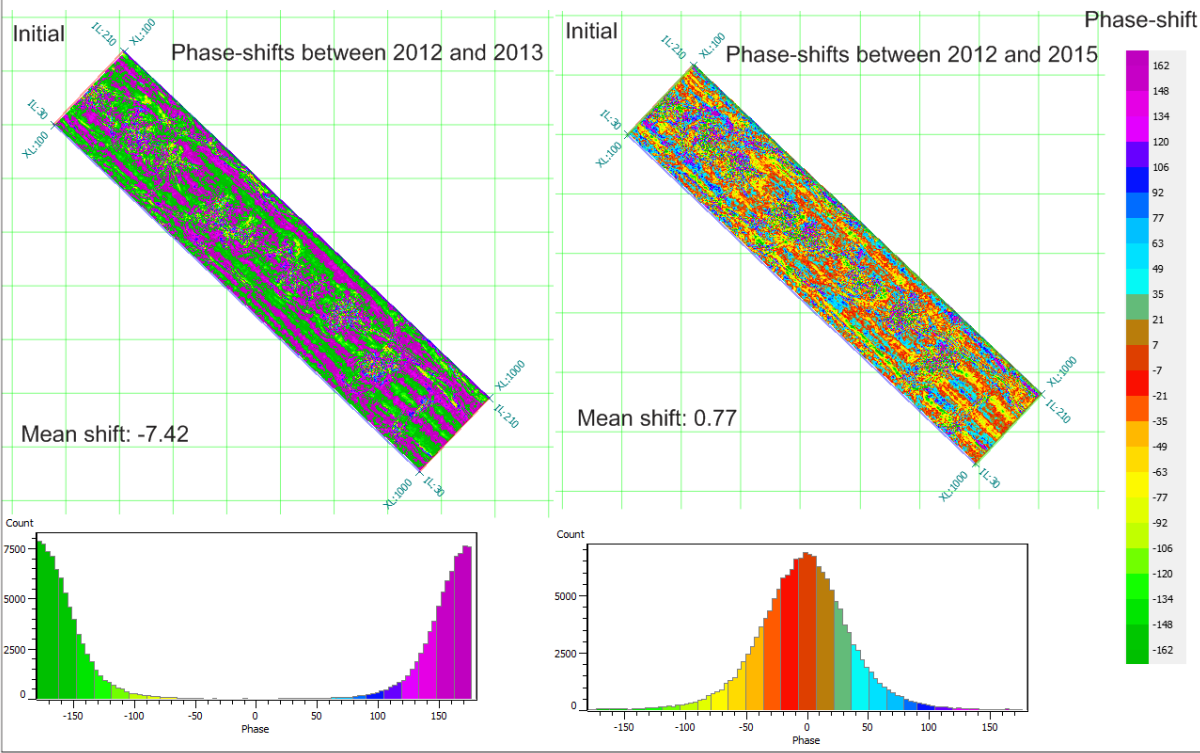 Initial
Phase-shifts between 2012 and 2013
IL:210
XL:100
IL:30
XL:100
XL:1000
IL:210
XL:1000
IL:30
Mean shift: -7.42
Initial
Phase-shifts between 2012 and 2015
IL:210
XL:100
IL:30
XL:100
XL:1000
IL:210
XL:1000
IL:30
Mean shift: 0.77
Phase-shift
162
148
134
120
106
92
77
63
49
35
21
7
-7
-21
-35
-49
-63
-77
-92
-106
-120
-134
-148
-162
Count
7500
5000
2500
0
-150 -100 -50 0 50 100 150
Phase
Count
5000
2500
0
-150 -100 -50 0 50 100 150
Phase